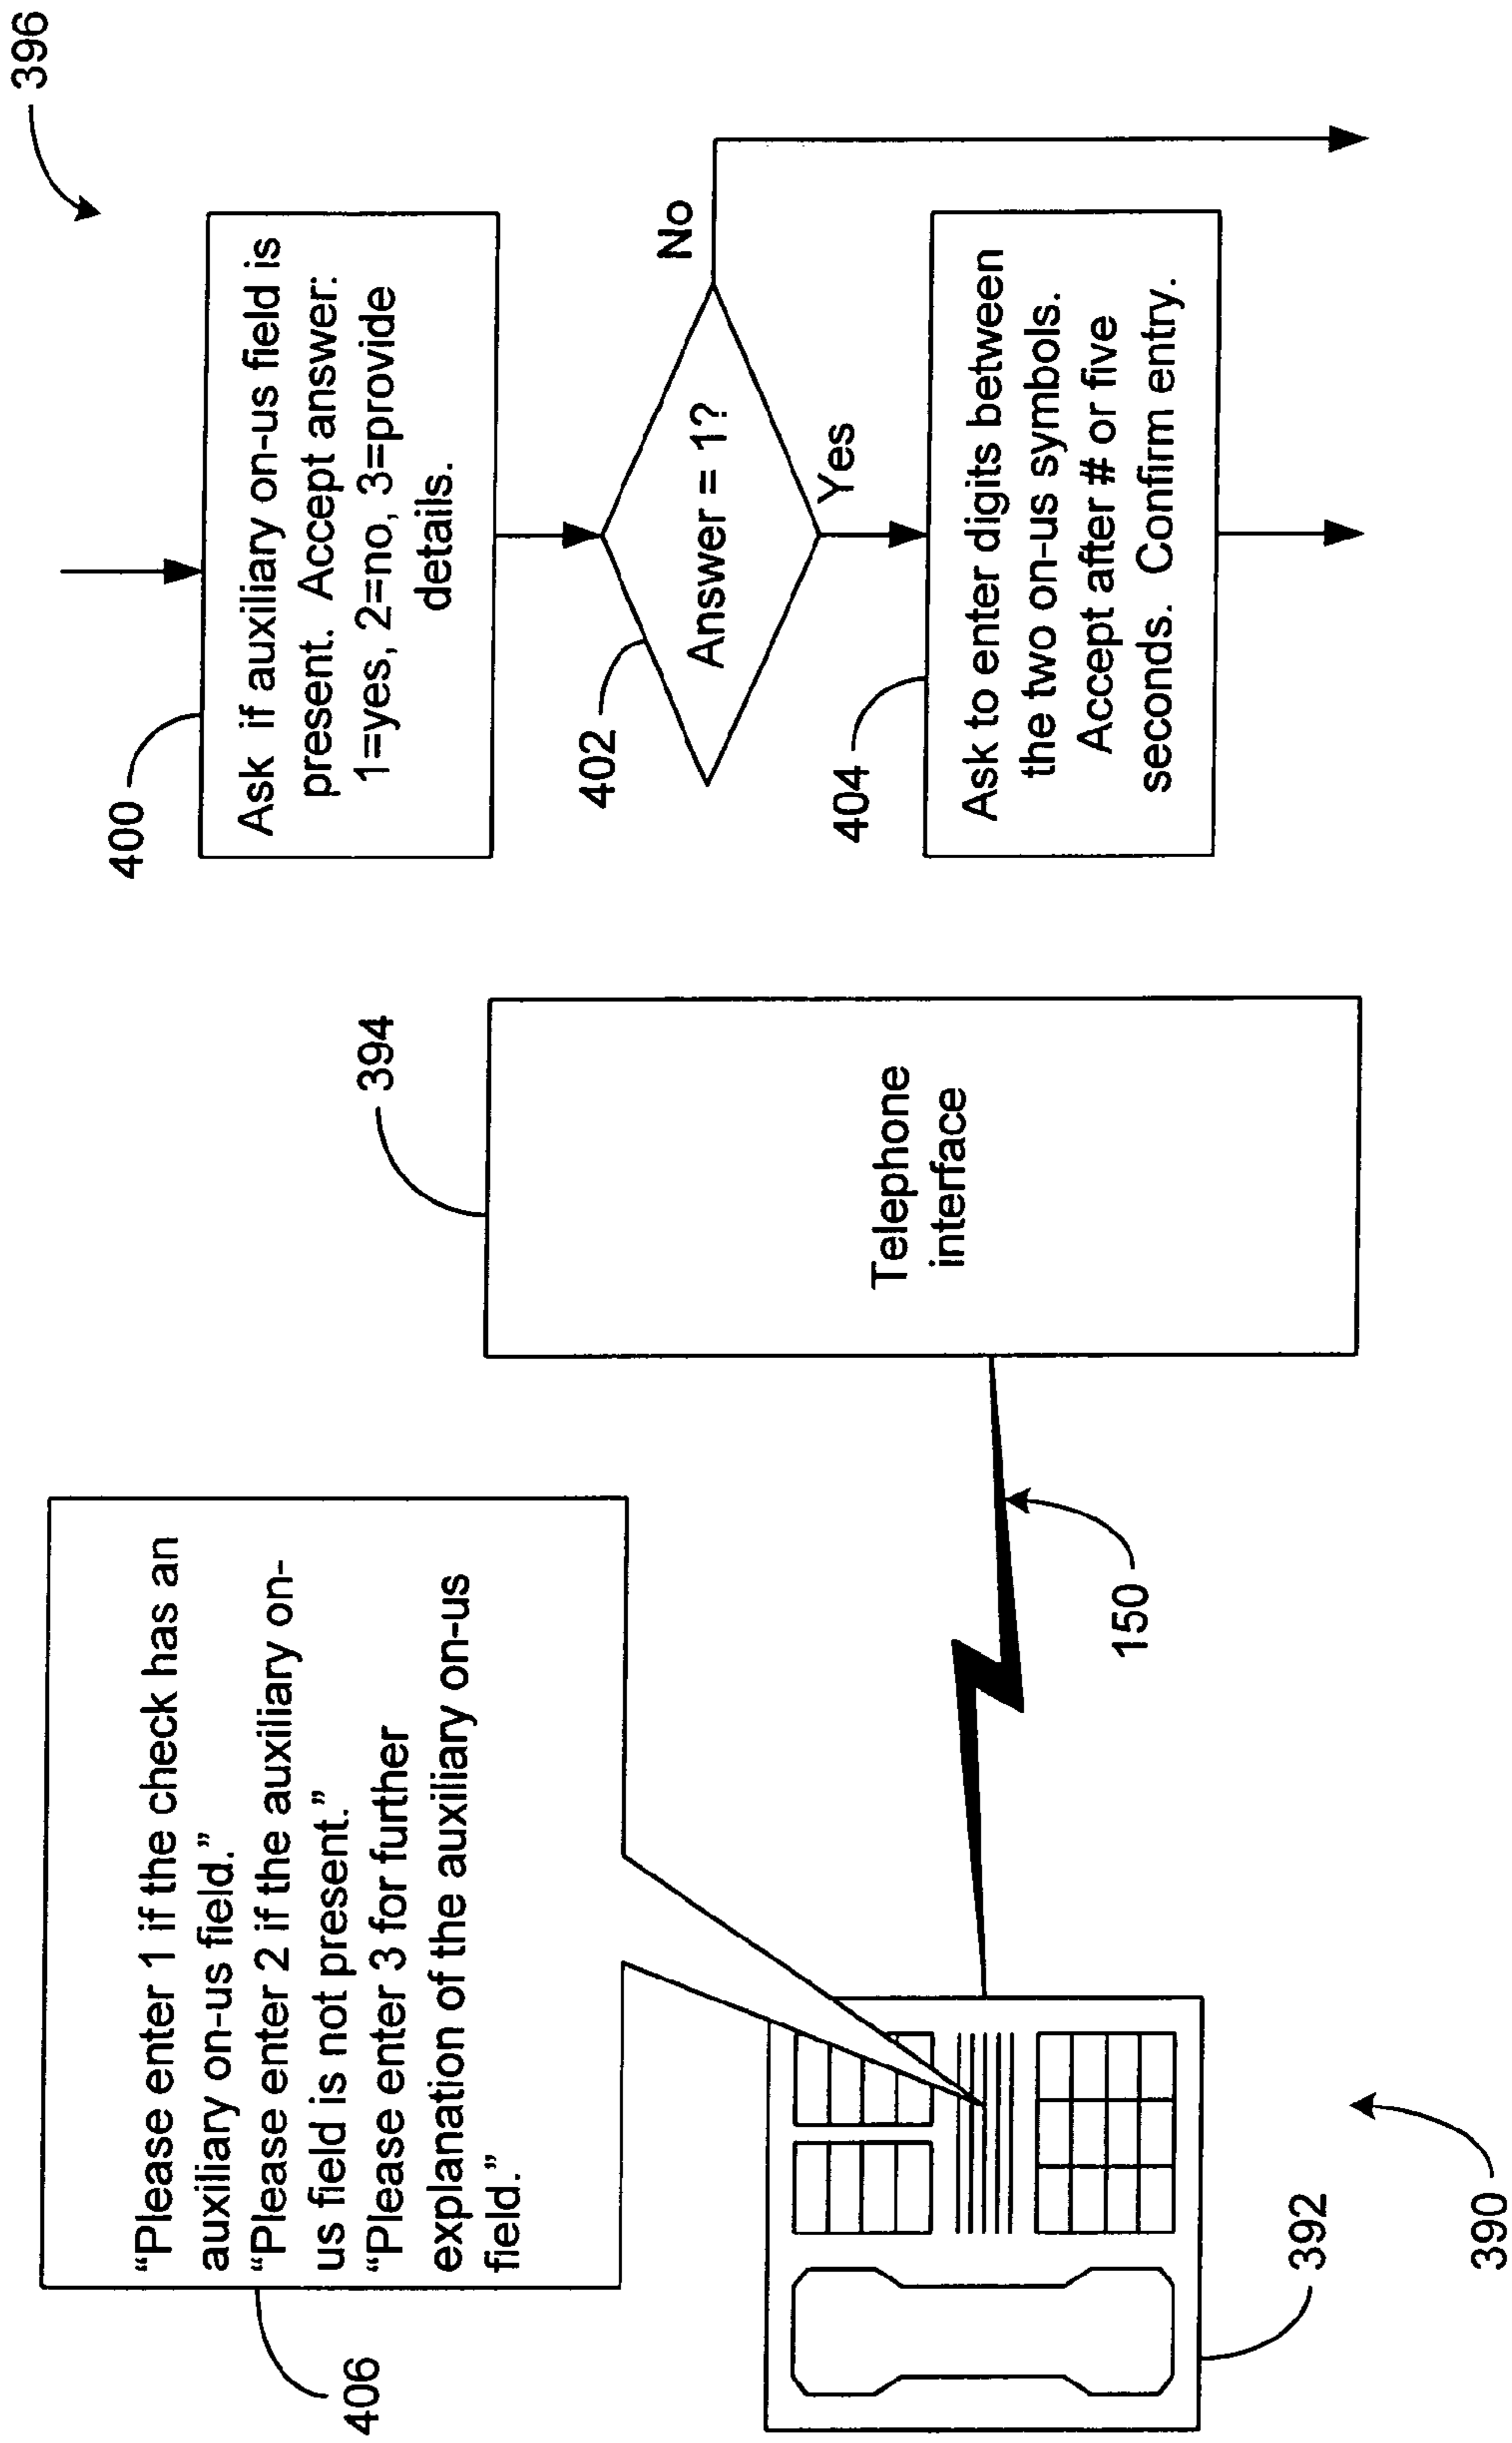 “Please enter 1 if the check has an
auxiliary on-us field.”
“Please enter 2 if the auxiliary on-
us field is not present.”
“Please enter 3 for further
explanation of the auxiliary on-us
field.”
406
392
390
150
394
Telephone
interface
396
400
Ask if auxiliary on-us field is
present. Accept answer:
1=yes, 2=no, 3=provide
details.
402
Answer = 1?
No
Yes
404
Ask to enter digits between
the two on-us symbols.
Accept after # or five
seconds. Confirm entry.